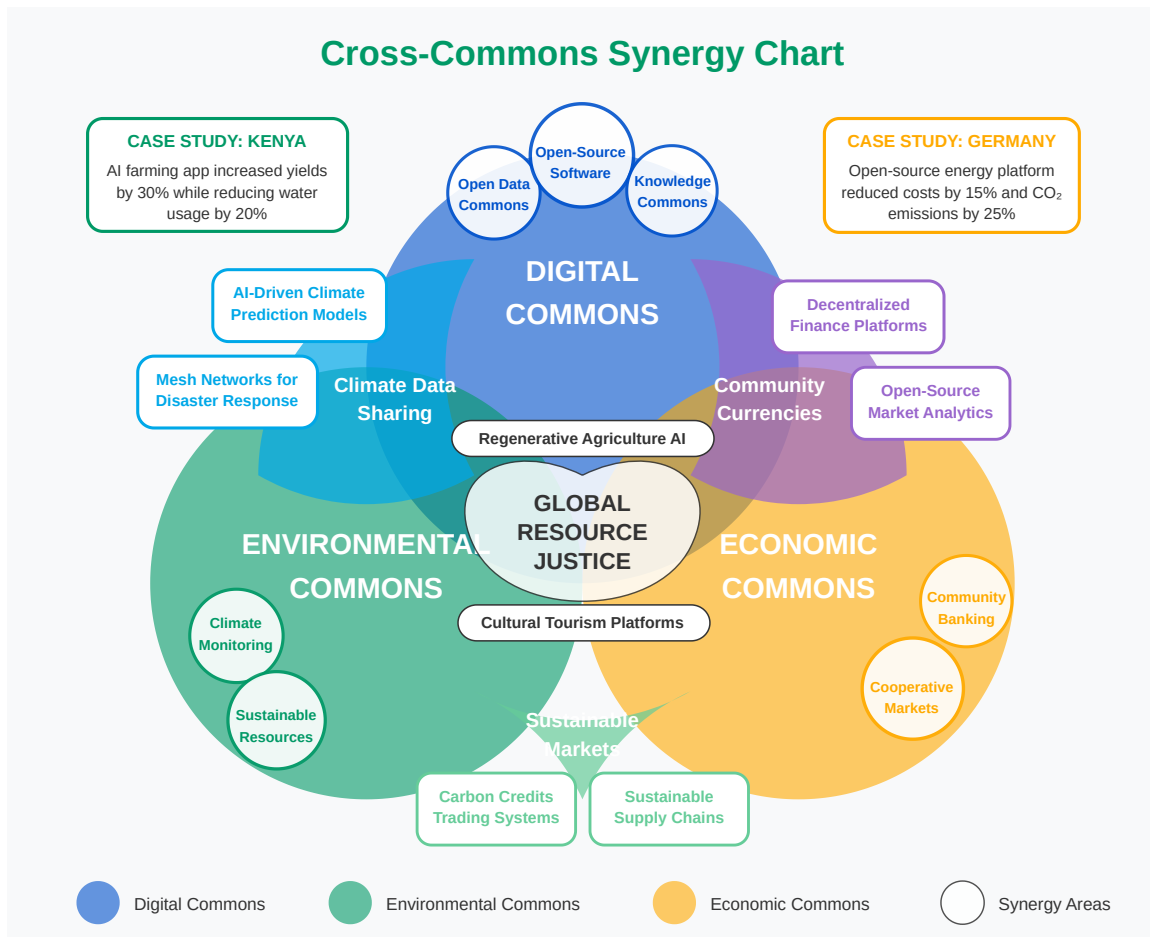 Cross-Commons Synergy Chart
CASE STUDY: KENYA
AI farming app increased yields
by 30% while reducing water
usage by 20%
Open Data
Commons
Open-Source
Software
Knowledge
Commons
CASE STUDY: GERMANY
Open-source energy platform
reduced costs by 15% and CO₂
emissions by 25%
DIGITAL
COMMONS
AI-Driven Climate
Prediction Models
Decentralized
Finance Platforms
Mesh Networks for
Disaster Response
Climate Data
Sharing
Community
Currencies
Open-Source
Market Analytics
Regenerative Agriculture AI
GLOBAL
RESOURCE
JUSTICE
ENVIRONMENTAL
COMMONS
ECONOMIC
COMMONS
Cultural Tourism Platforms
Climate
Monitoring
Sustainable
Resources
Community
Banking
Cooperative
Markets
Sustainable
Markets
Carbon Credits
Trading Systems
Sustainable
Supply Chains
Digital Commons
Environmental Commons
Economic Commons
Synergy Areas